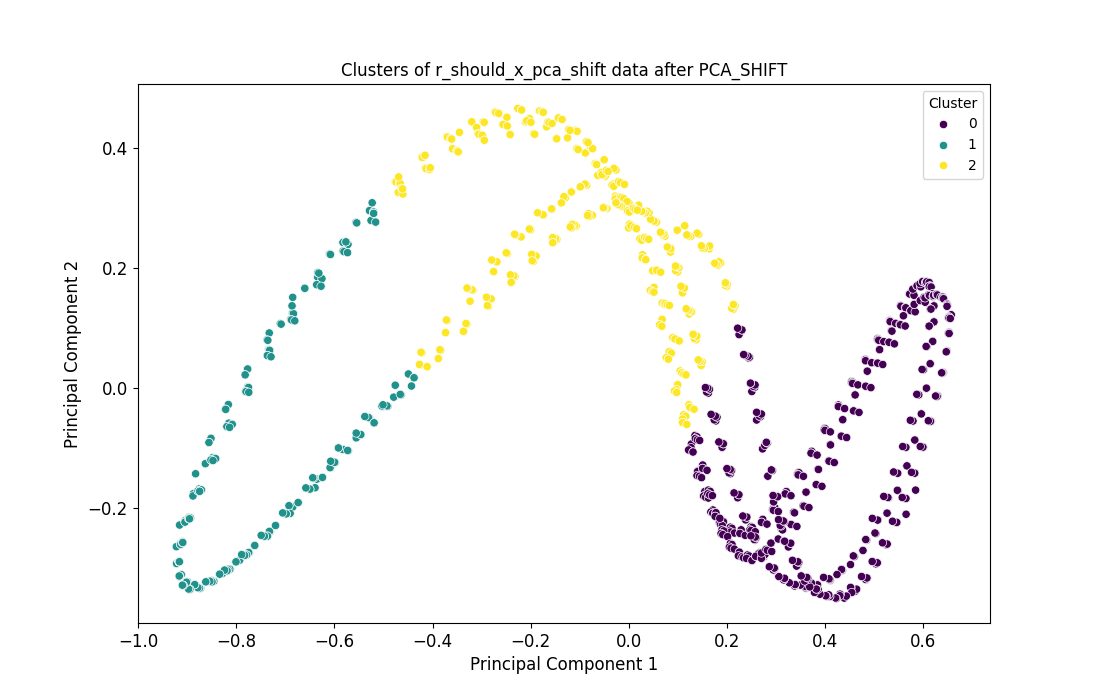 Clusters of r_should_x_pca_shift data after PCA_SHIFT
Cluster
0
1
2
0.4
0.2
0.0
−0.2
Principal Component 2
−1.0 −0.8 −0.6 −0.4 −0.2 0.0 0.2 0.4 0.6
Principal Component 1